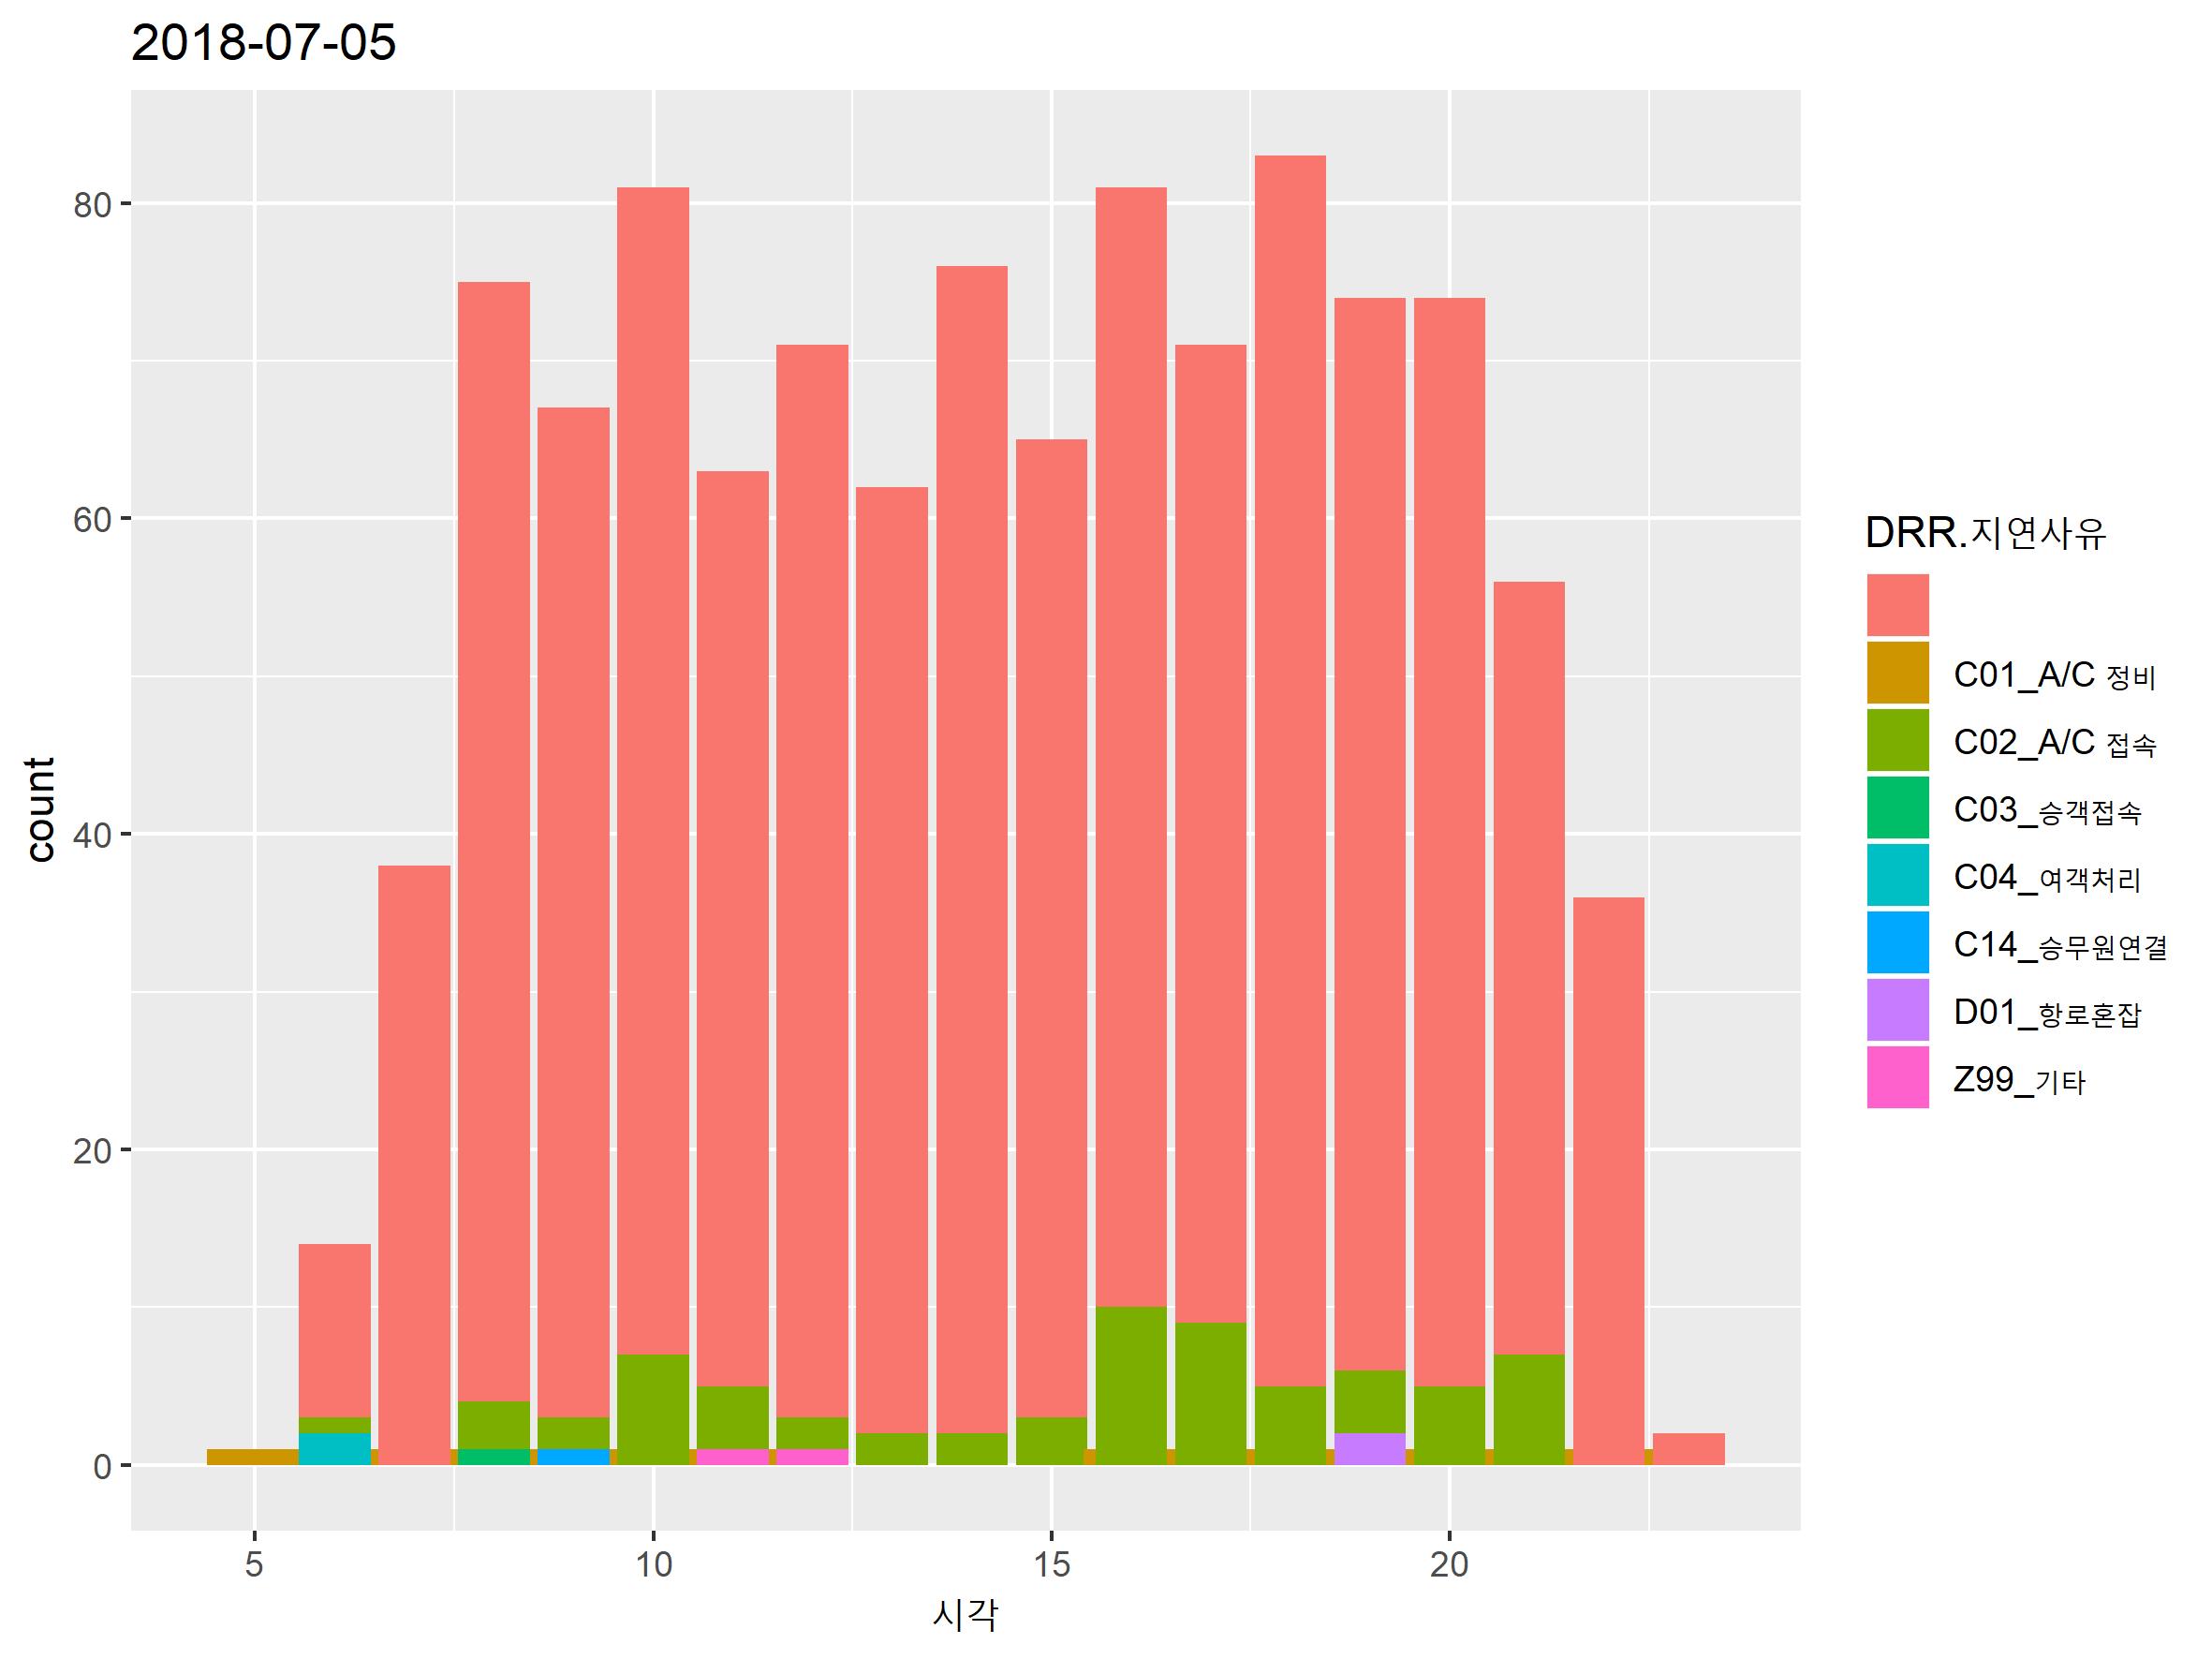 2018-07-05
80
60
40
20
0
count
5 10 15 20
시각
DRR.지연사유
C01_A/C 정비
C02_A/C 접속
C03_승객접속
C04_여객처리
C14_승무원연결
D01_항로혼잡
Z99_기타